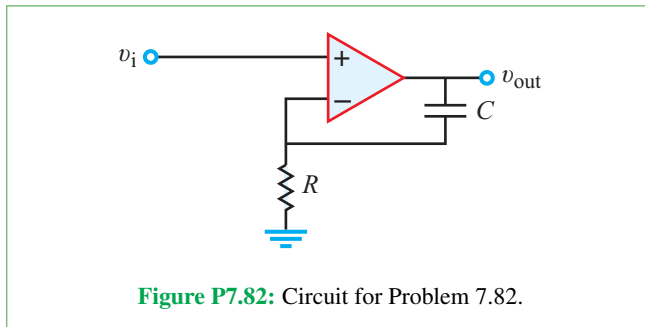 υi
+
υout
−
C
R
Figure P7.82: Circuit for Problem 7.82.